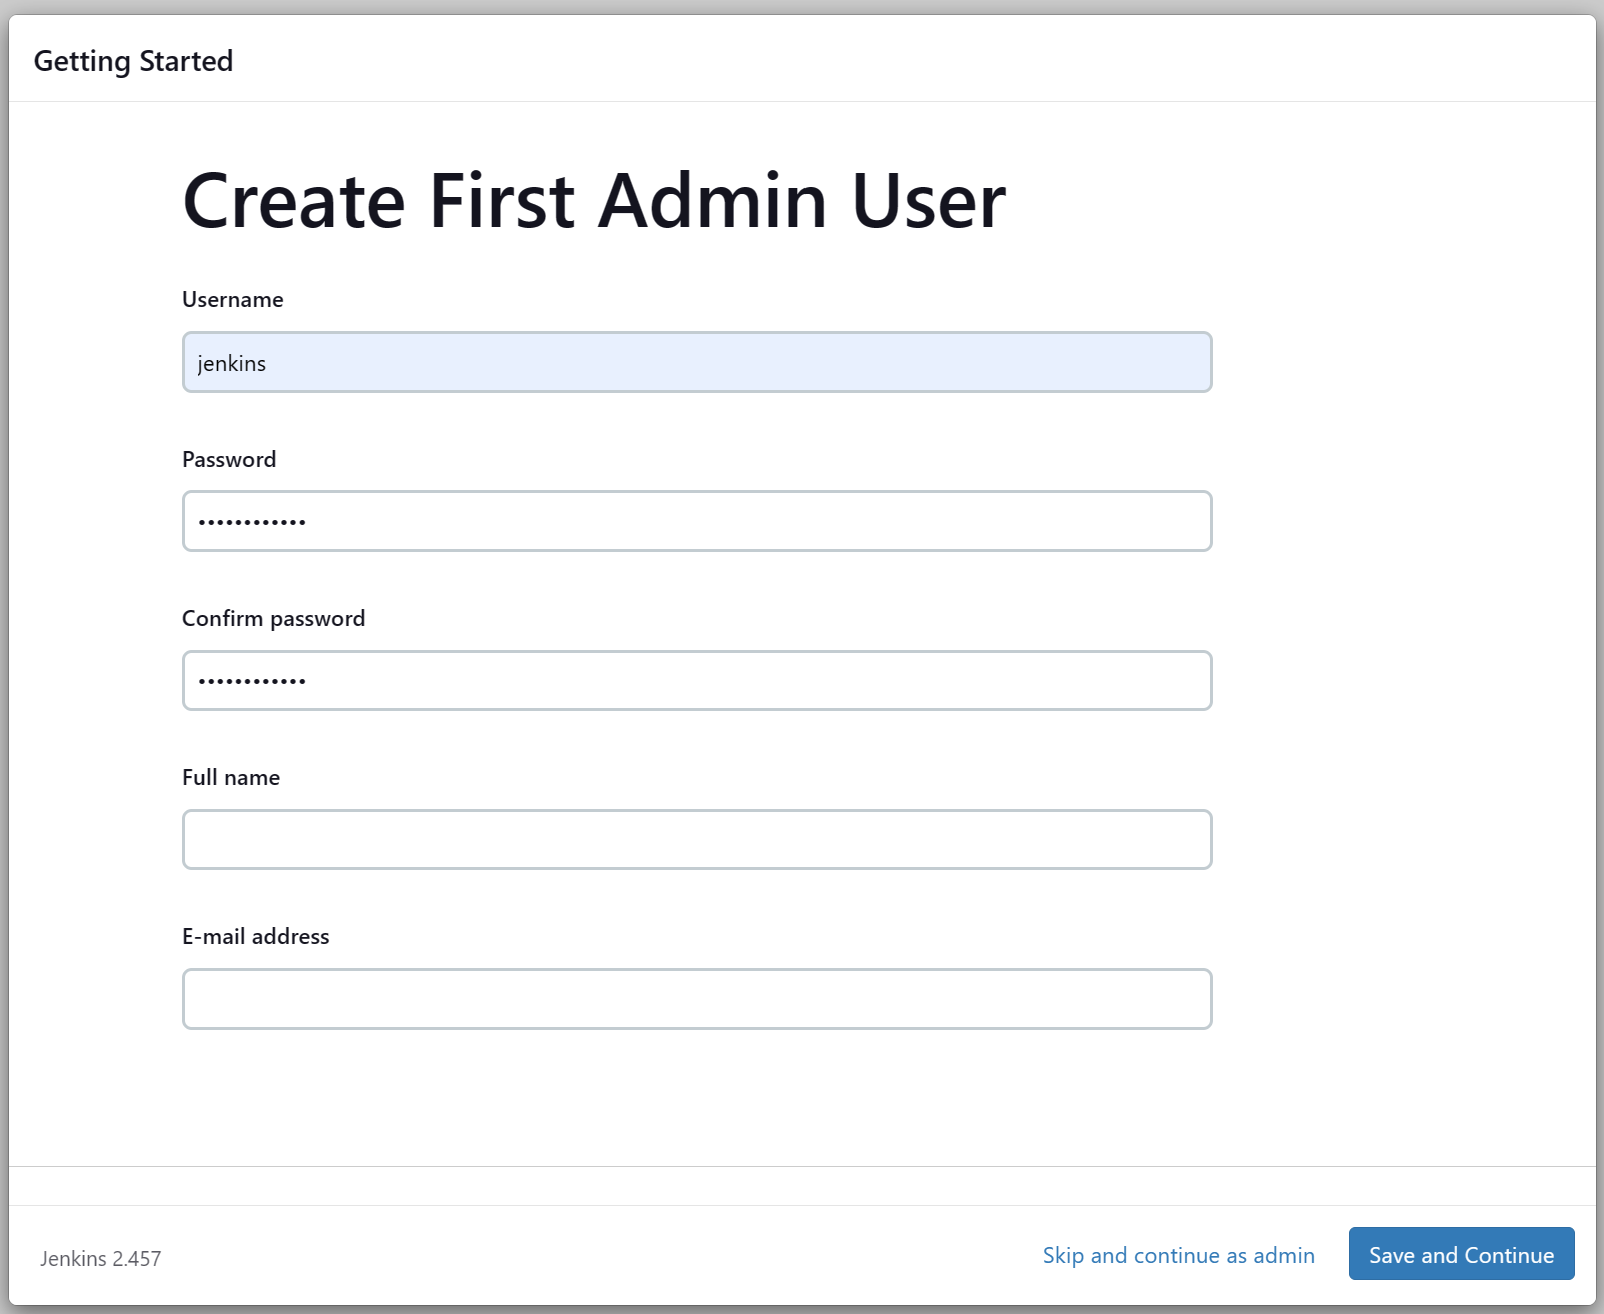 Getting Started
Create First Admin User
Username
jenkins
Password
••••••••••••
Confirm password
••••••••••••
Full name
E-mail address
Jenkins 2.457
Skip and continue as admin
Save and Continue